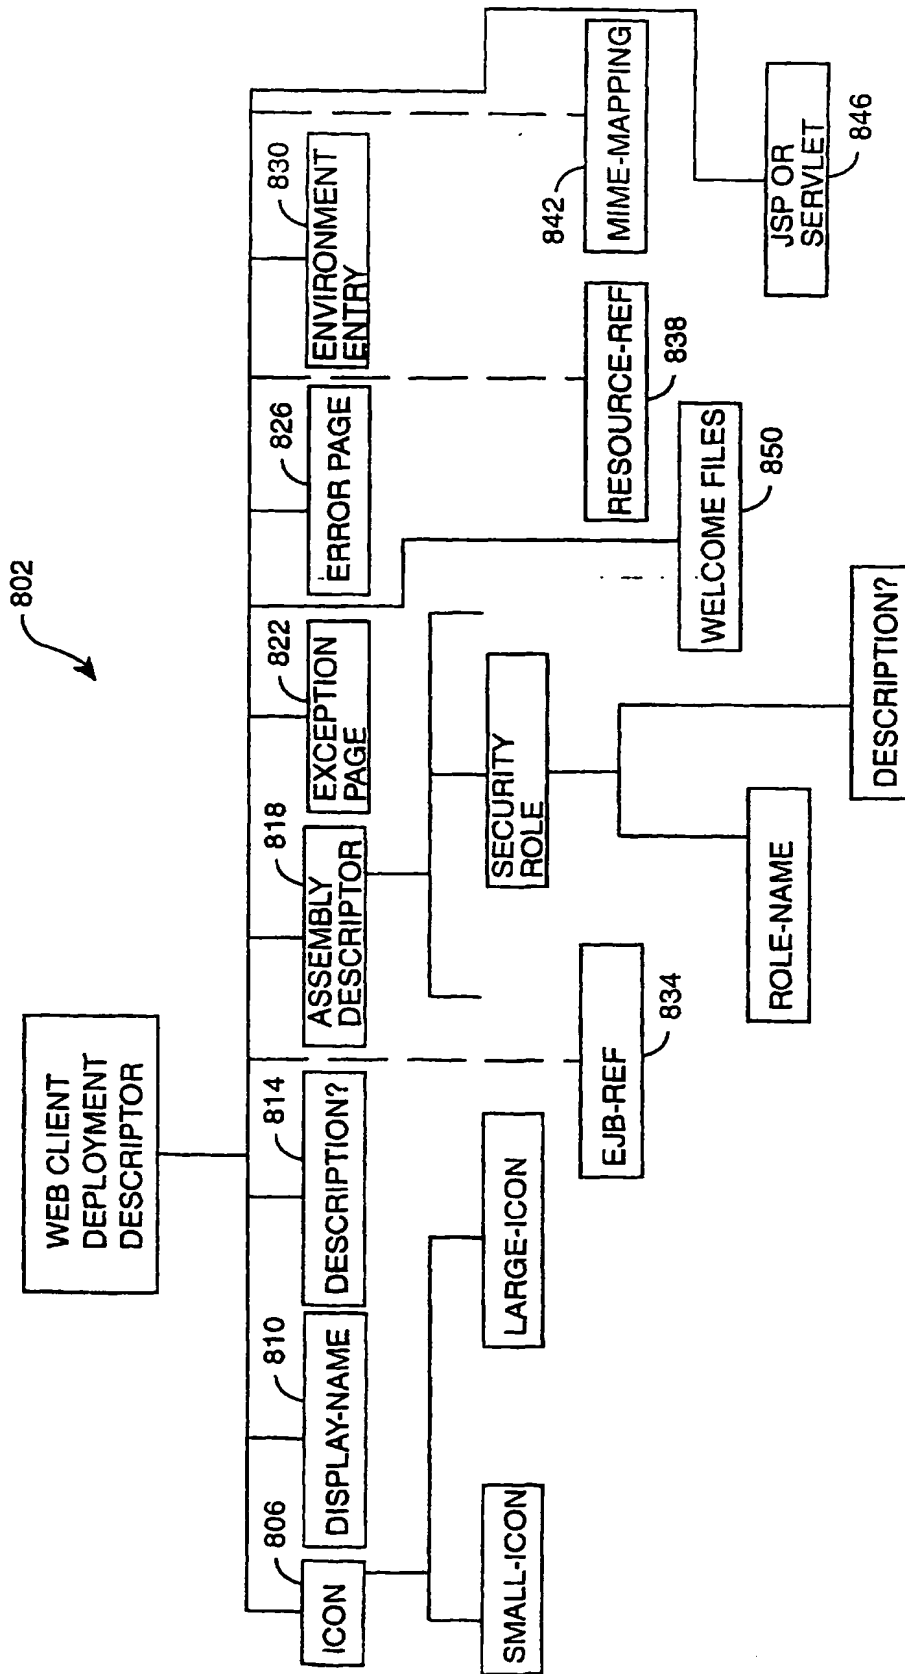 802
WEB CLIENT
DEPLOYMENT
DESCRIPTOR
806
ICON
810
DISPLAY-NAME
814
DESCRIPTION?
818
ASSEMBLY
DESCRIPTOR
822
EXCEPTION
PAGE
826
ERROR PAGE
830
ENVIRONMENT
ENTRY
SMALL-ICON
LARGE-ICON
EJB-REF
834
SECURITY
ROLE
ROLE-NAME
DESCRIPTION?
WELCOME FILES
850
RESOURCE-REF
838
842
MIME-MAPPING
JSP OR
SERVLET
846